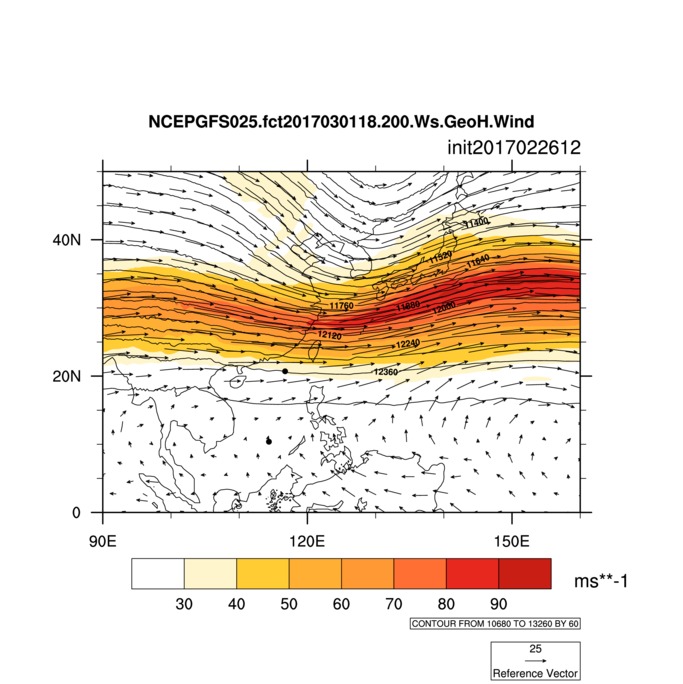 NCEPGFS025.fct2017030118.200.Ws.GeoH.Wind
init2017022612
11400
40N
11520
11640
11760
11880
12000
12120
12240
12360
20N
0
90E 120E 150E
ms**-1
30 40 50 60 70 80 90
CONTOUR FROM 10680 TO 13260 BY 60
25
Reference Vector